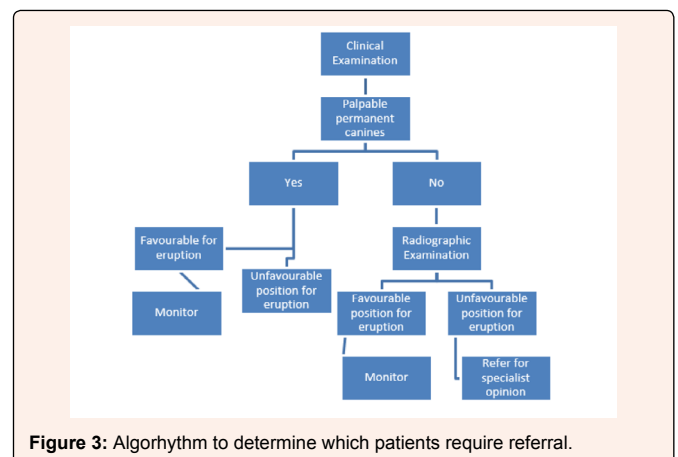 Clinical
Examination
Palpable
permanent
canines
Yes
No
Favourable for
eruption
Unfavourable
position for
eruption
Monitor
Radiographic
Examination
Favourable
position for
eruption
Unfavourable
position for
eruption
Monitor
Refer for
specialist
opinion
Figure 3: Algorhythm to determine which patients require referral.